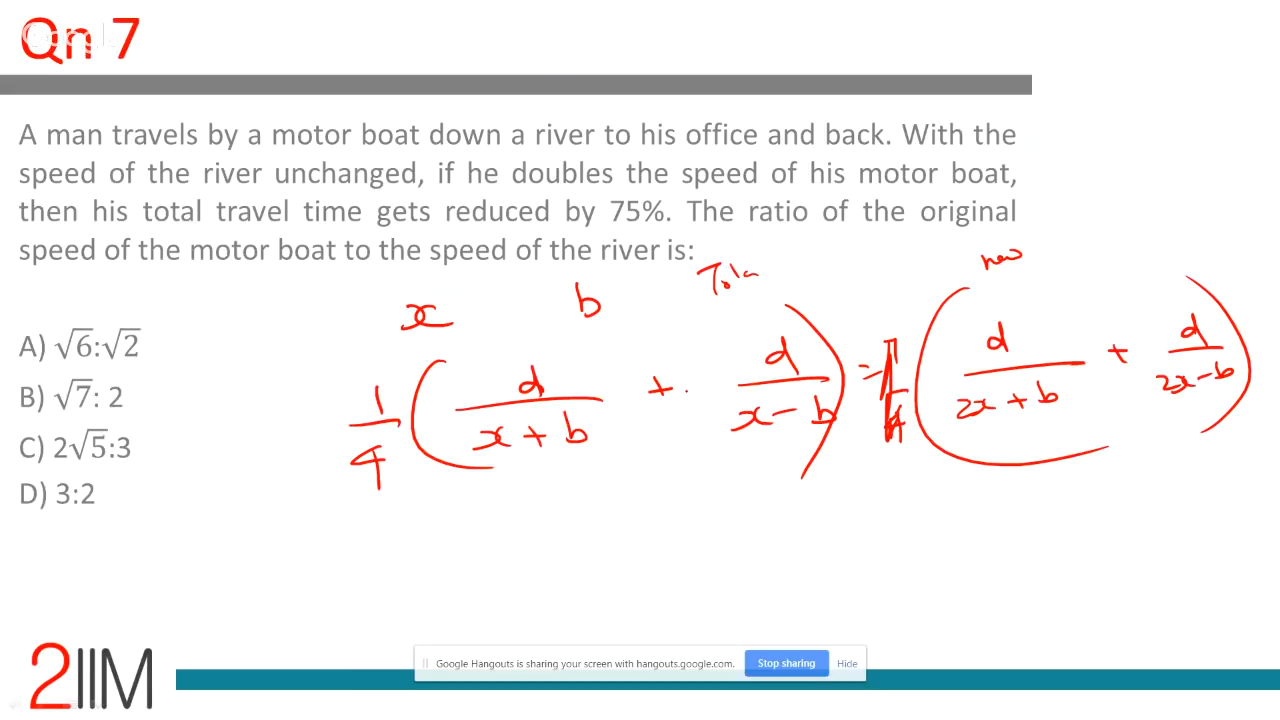 Qn 7
A man travels by a motor boat down a river to his office and back. With the
speed of the river unchanged, if he doubles the speed of his motor boat,
then his total travel time gets reduced by 75%. The ratio of the original
speed of the motor boat to the speed of the river is:
new
x b
1/4 ( d/(x + b) + d/(x - b) ) = ( d/(2x + b) + d/(2x - b) )
A) √6:√2
B) √7: 2
C) 2√5:3
D) 3:2
2IIM
Google Hangouts is sharing your screen with hangouts.google.com. Stop sharing Hide